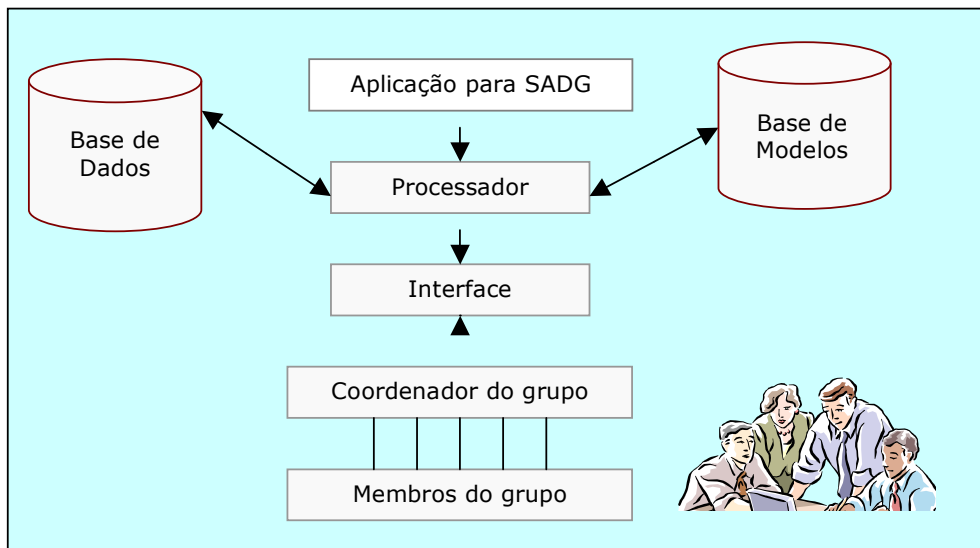 Aplicação para SADG
Base de
Dados
Base de
Modelos
Processador
Interface
Coordenador do grupo
Membros do grupo